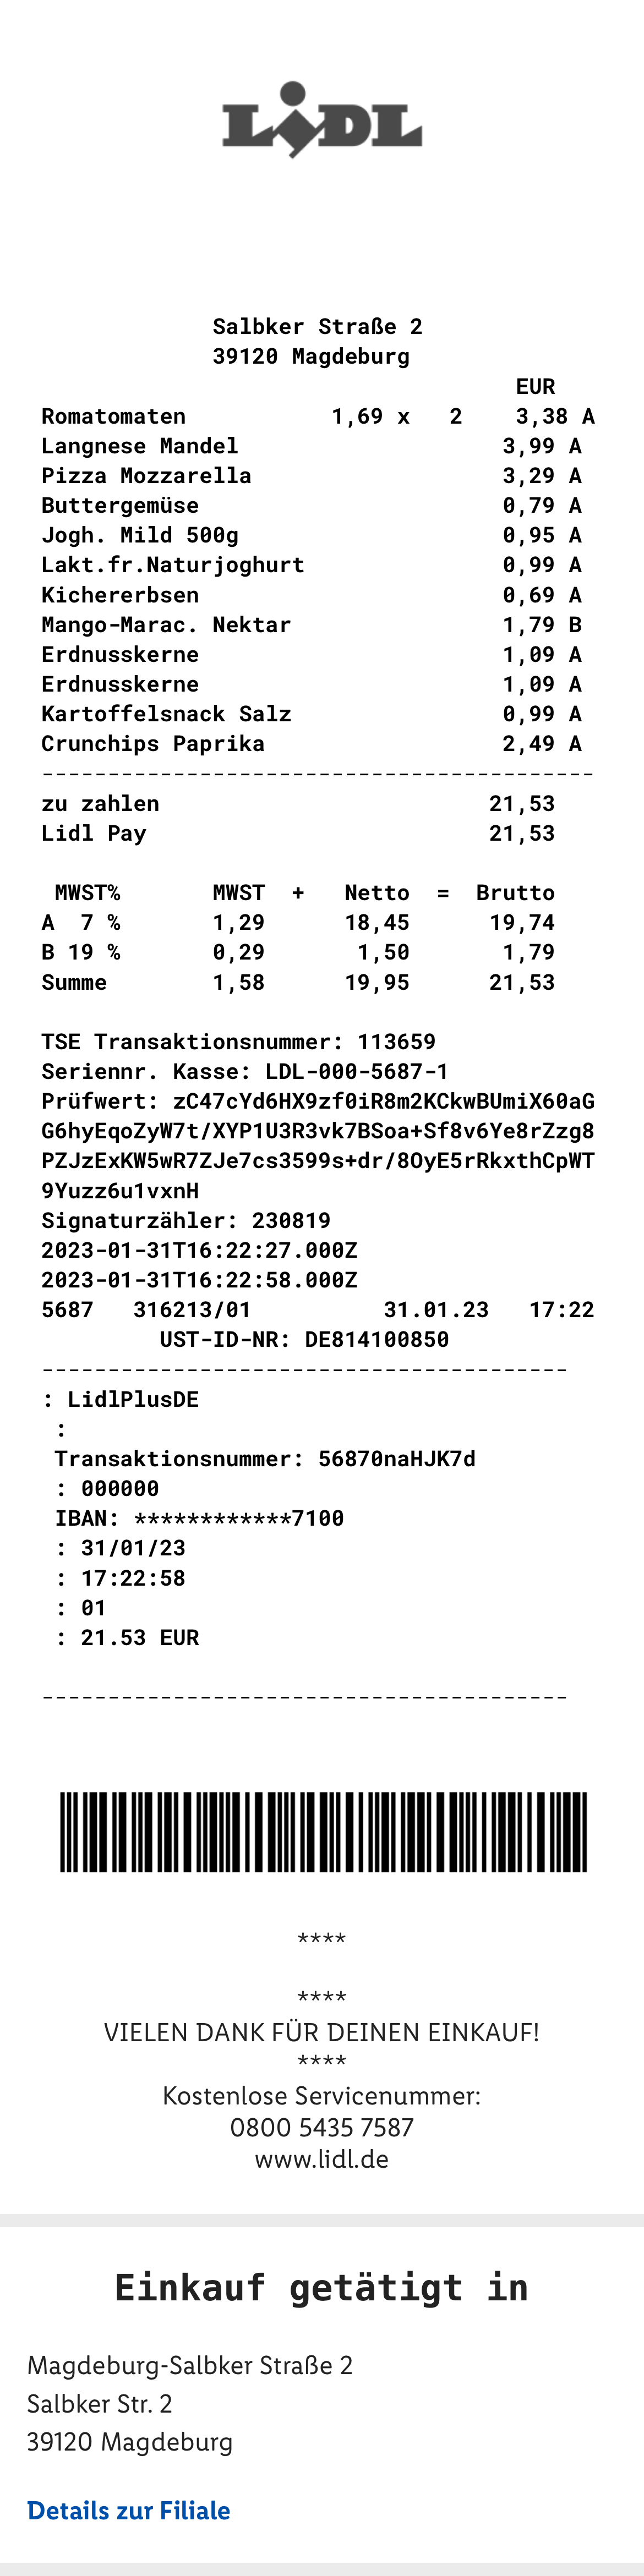 LIDL
Salbker Straße 2
39120 Magdeburg
EUR
Romatomaten 1,69 x 2 3,38 A
Langnese Mandel 3,99 A
Pizza Mozzarella 3,29 A
Buttergemüse 0,79 A
Jogh. Mild 500g 0,95 A
Lakt.fr.Naturjoghurt 0,99 A
Kichererbsen 0,69 A
Mango-Marac. Nektar 1,79 B
Erdnusskerne 1,09 A
Erdnusskerne 1,09 A
Kartoffelsnack Salz 0,99 A
Crunchips Paprika 2,49 A
------------------------------------------
zu zahlen 21,53
Lidl Pay 21,53
MWST% MWST + Netto = Brutto
A 7 % 1,29 18,45 19,74
B 19 % 0,29 1,50 1,79
Summe 1,58 19,95 21,53
TSE Transaktionsnummer: 113659
Seriennr. Kasse: LDL-000-5687-1
Prüfwert: zC47cYd6HX9zf0iR8m2KCkwBUmiX60aG
G6hyEqoZyW7t/XYP1U3R3vk7BSoa+Sf8v6Ye8rZzg8
PZJzExKW5wR7ZJe7cs3599s+dr/8OyE5rRkxthCpWT
9Yuzz6u1vxnH
Signaturzähler: 230819
2023-01-31T16:22:27.000Z
2023-01-31T16:22:58.000Z
5687 316213/01 31.01.23 17:22
UST-ID-NR: DE814100850
----------------------------------------
: LidlPlusDE
:
Transaktionsnummer: 56870naHJK7d
: 000000
IBAN: ************7100
: 31/01/23
: 17:22:58
: 01
: 21.53 EUR
----------------------------------------
****
****
VIELEN DANK FÜR DEINEN EINKAUF!
****
Kostenlose Servicenummer:
0800 5435 7587
www.lidl.de
Einkauf getätigt in
Magdeburg-Salbker Straße 2
Salbker Str. 2
39120 Magdeburg
Details zur Filiale